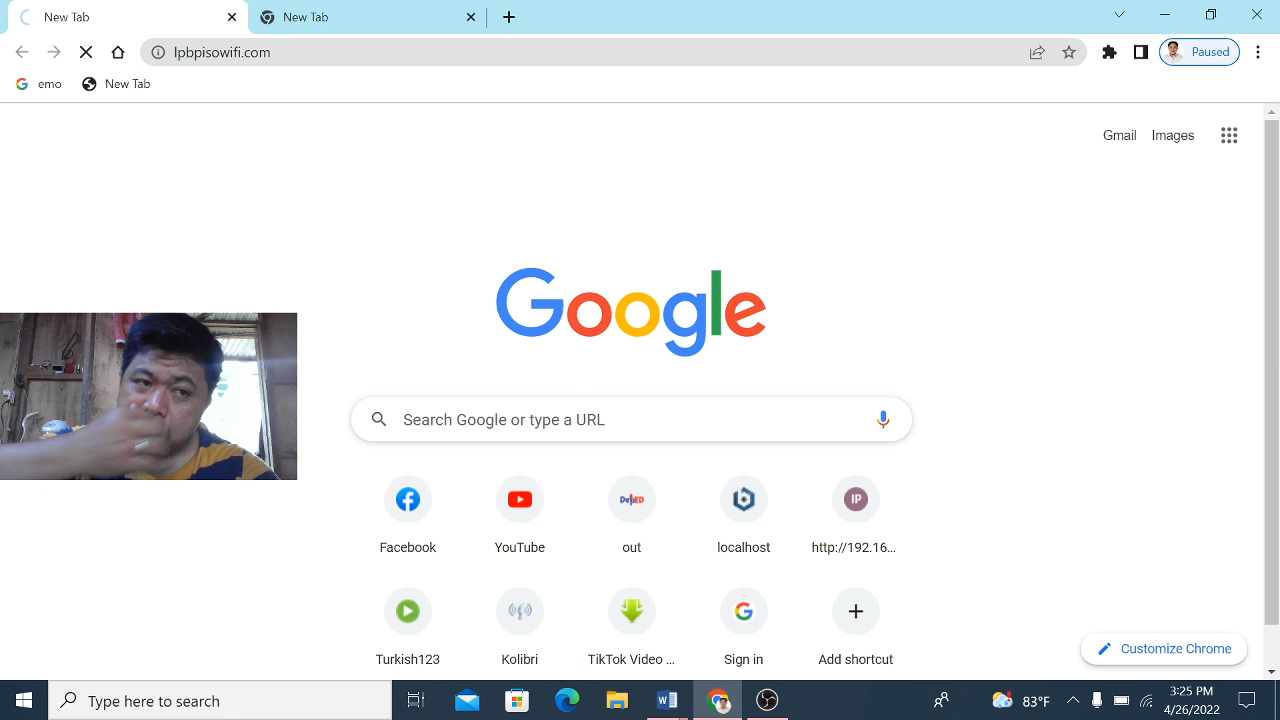 New Tab
New Tab
lpbpisowifi.com
Paused
emo
New Tab
Gmail
Images
Google
Search Google or type a URL
DepED
IP
Facebook
YouTube
out
localhost
http://192.16...
Turkish123
Kolibri
TikTok Video ...
Sign in
Add shortcut
Customize Chrome
Type here to search
83°F
3:25 PM
4/26/2022